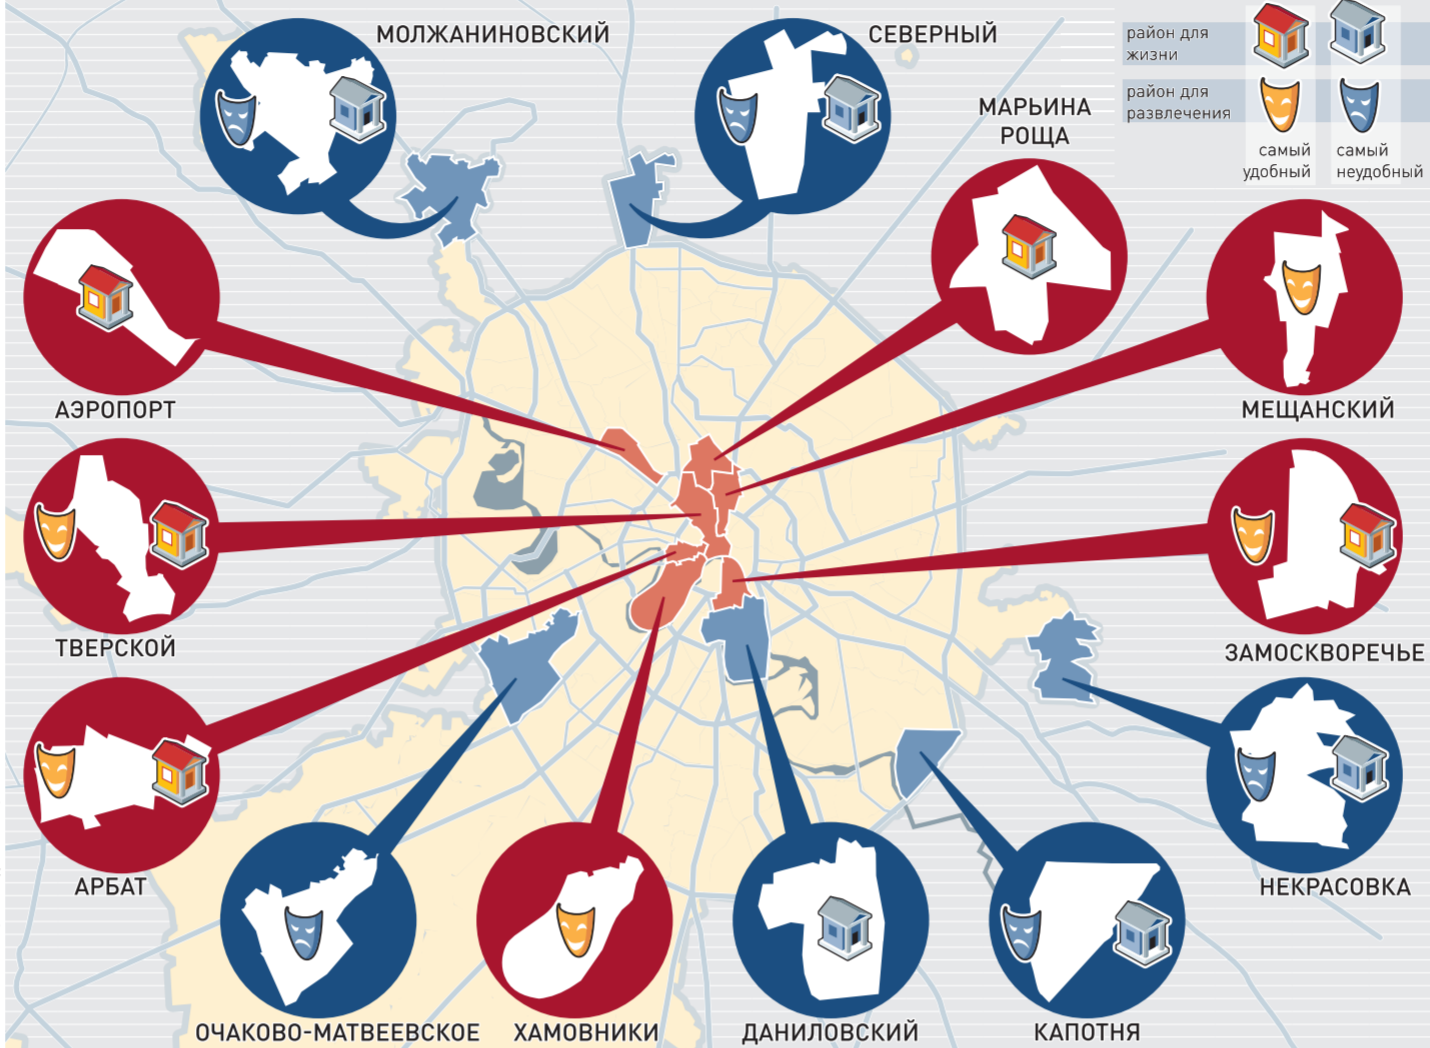 МОЛЖАНИНОВСКИЙ
СЕВЕРНЫЙ
район для
жизни
район для
развлечения
самый
удобный
самый
неудобный
МАРЬИНА
РОЩА
АЭРОПОРТ
МЕЩАНСКИЙ
ТВЕРСКОЙ
ЗАМОСКВОРЕЧЬЕ
АРБАТ
НЕКРАСОВКА
ОЧАКОВО-МАТВЕЕВСКОЕ
ХАМОВНИКИ
ДАНИЛОВСКИЙ
КАПОТНЯ